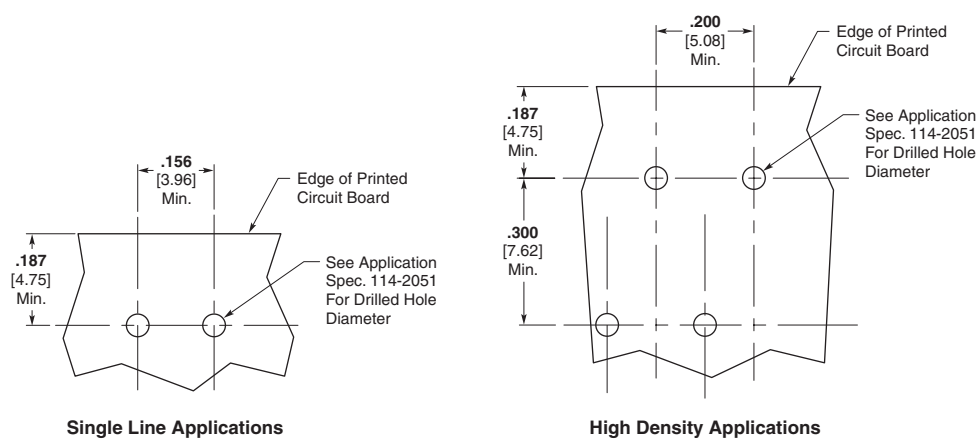 .156
[3.96]
Min.
Edge of Printed
Circuit Board
.187
[4.75]
Min.
See Application
Spec. 114-2051
For Drilled Hole
Diameter
Single Line Applications
.200
[5.08]
Min.
Edge of Printed
Circuit Board
.187
[4.75]
Min.
See Application
Spec. 114-2051
For Drilled Hole
Diameter
.300
[7.62]
Min.
High Density Applications